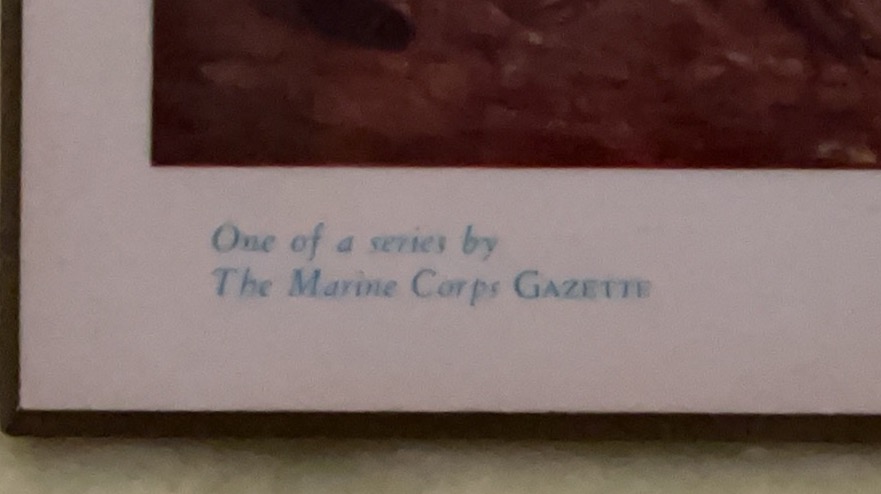 One of a series by
The Marine Corps GAZETTE